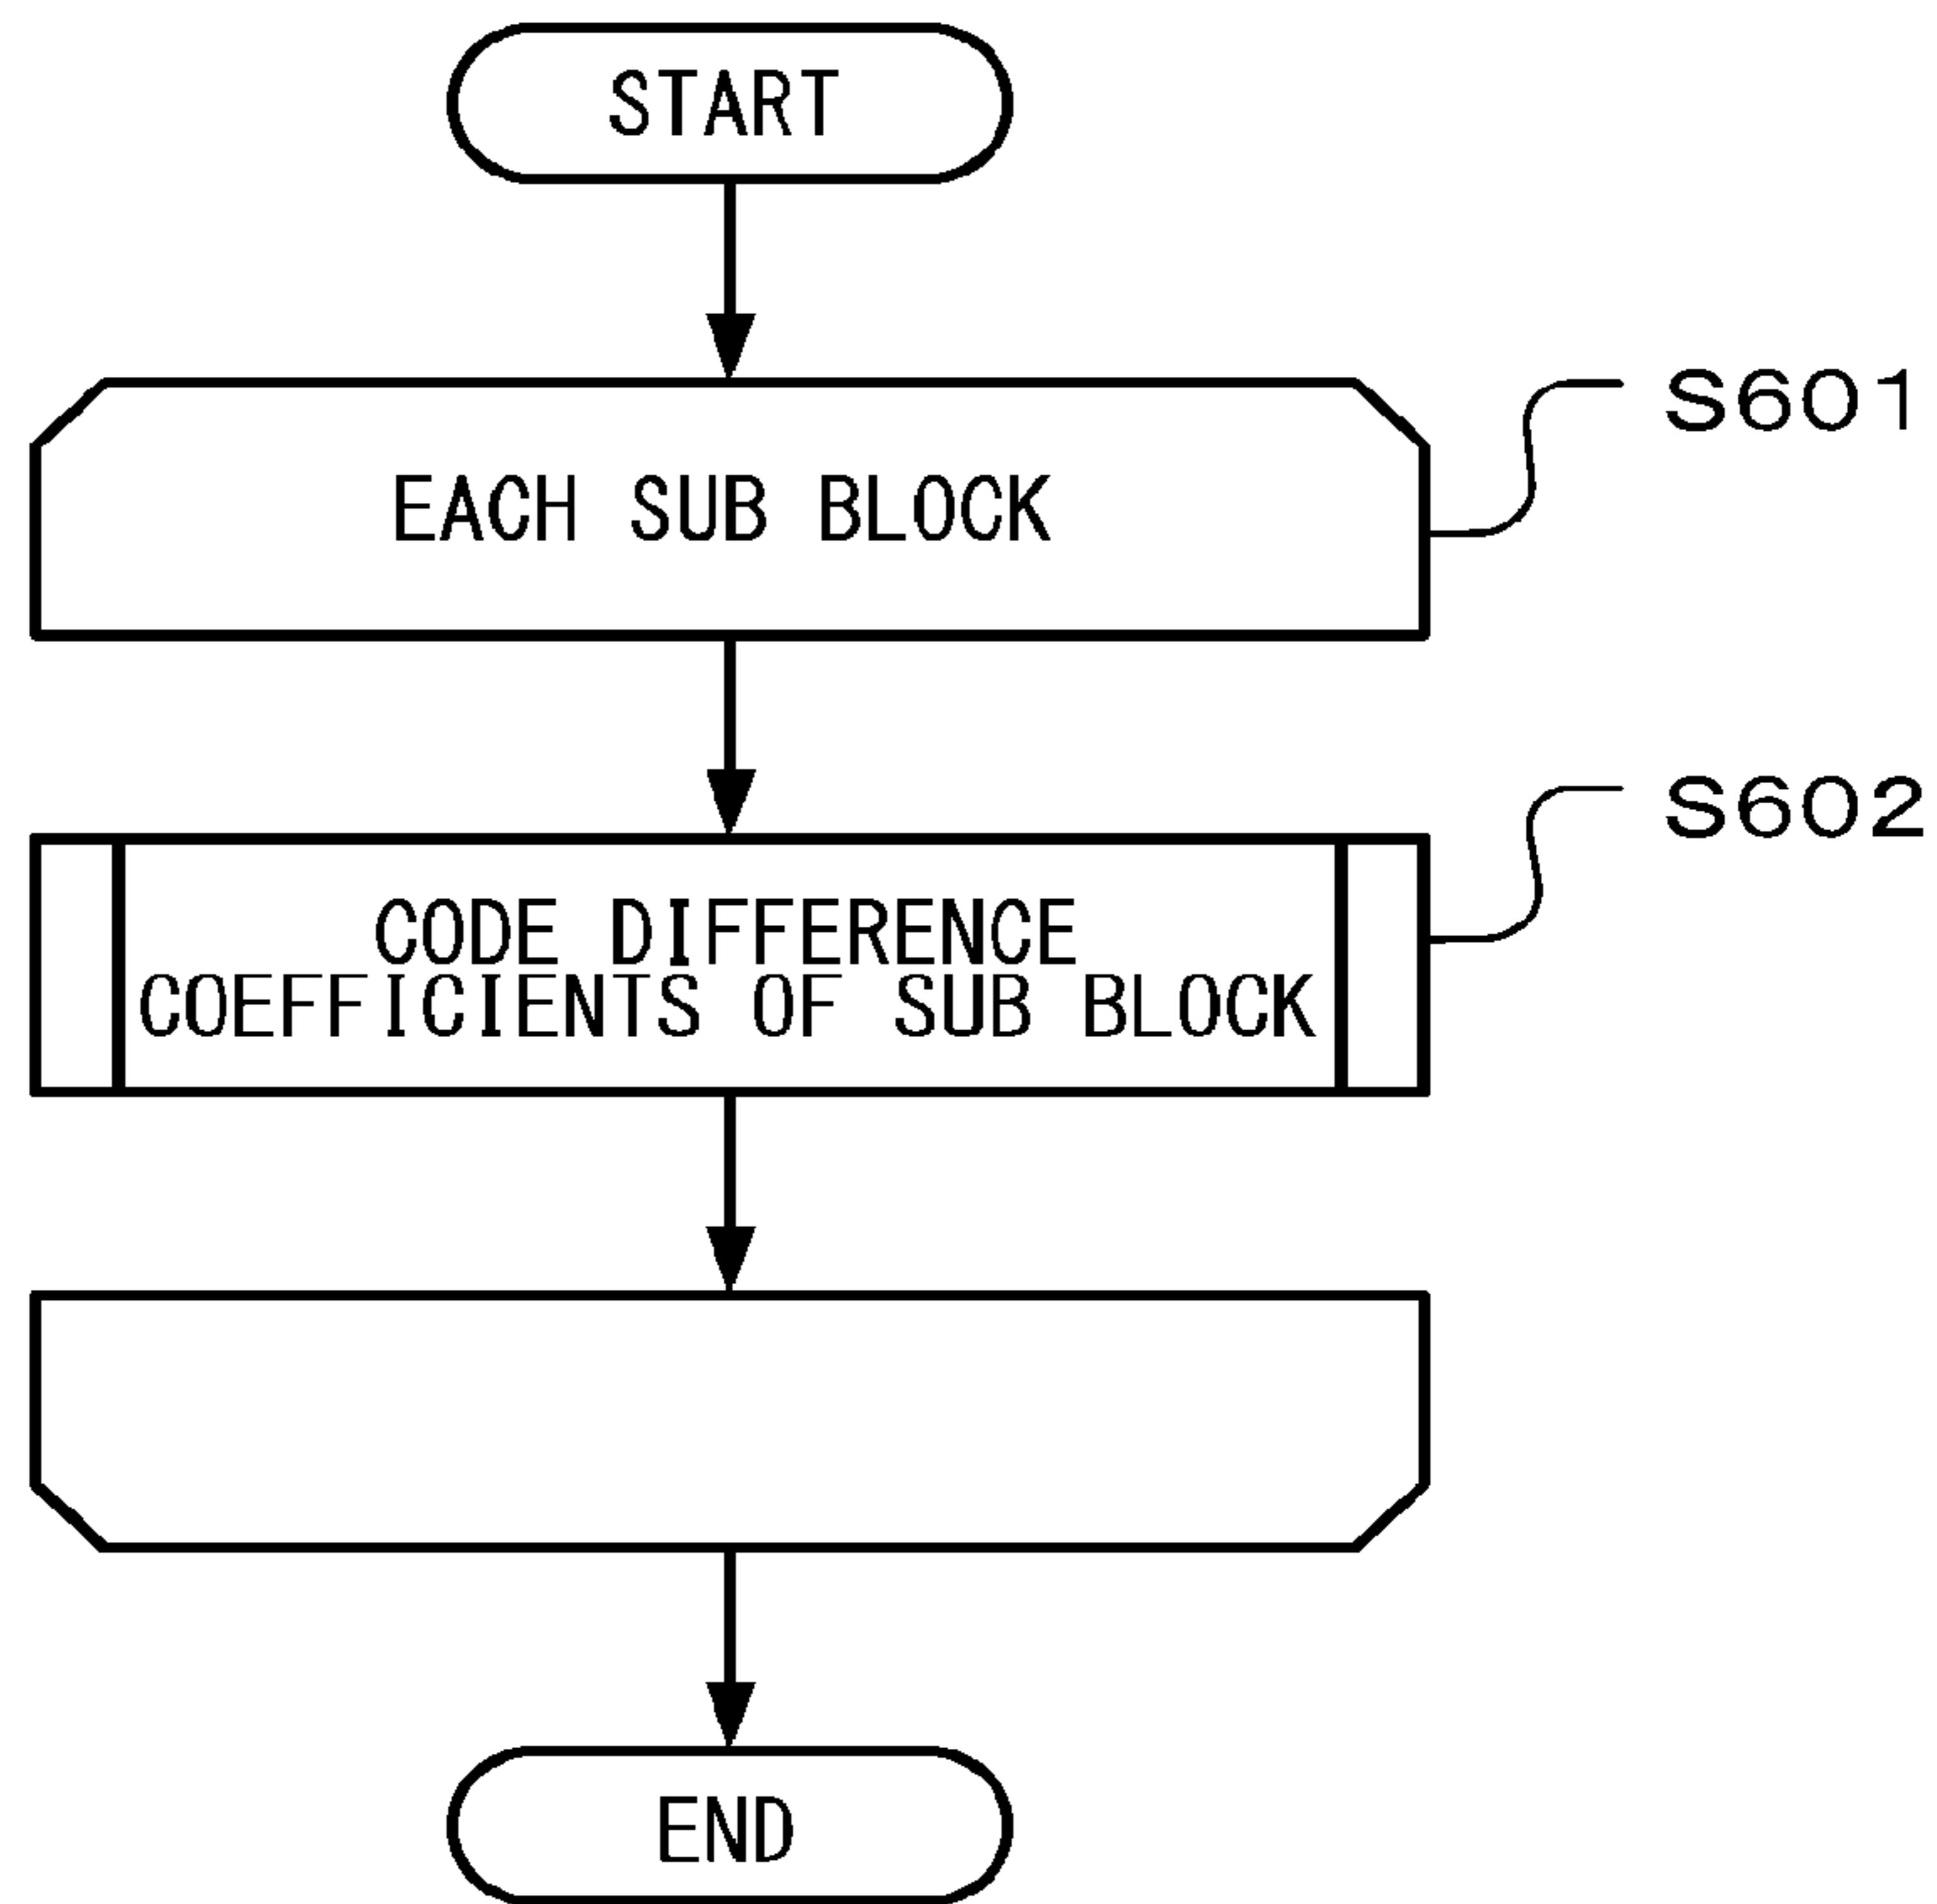 START
S601
EACH SUB BLOCK
S602
CODE DIFFERENCE
COEFFICIENTS OF SUB BLOCK
END